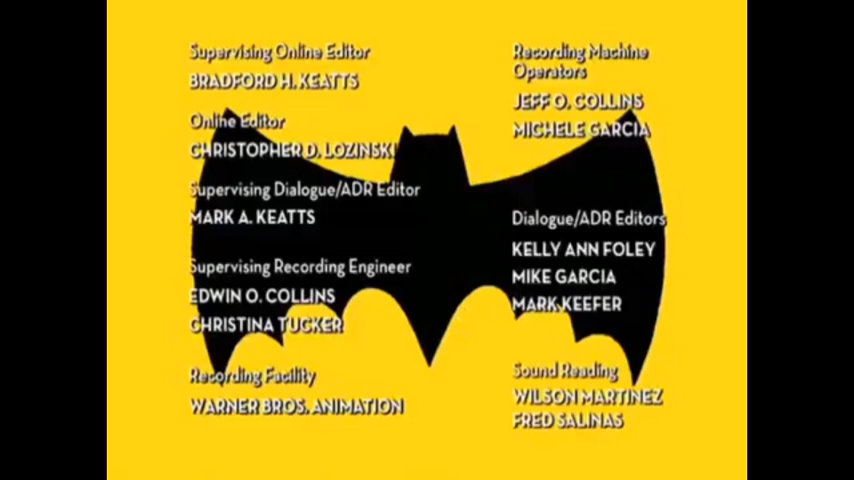 Supervising Online Editor
BRADFORD H. KEATTS
Online Editor
CHRISTOPHER D. LOZINSKI
Supervising Dialogue/ADR Editor
MARK A. KEATTS
Supervising Recording Engineer
EDWIN O. COLLINS
CHRISTINA TUCKER
Recording Facility
WARNER BROS. ANIMATION
Recording Machine
Operators
JEFF O. COLLINS
MICHELE GARCIA
Dialogue/ADR Editors
KELLY ANN FOLEY
MIKE GARCIA
MARK KEEFER
Sound Reading
WILSON MARTINEZ
FRED SALINAS